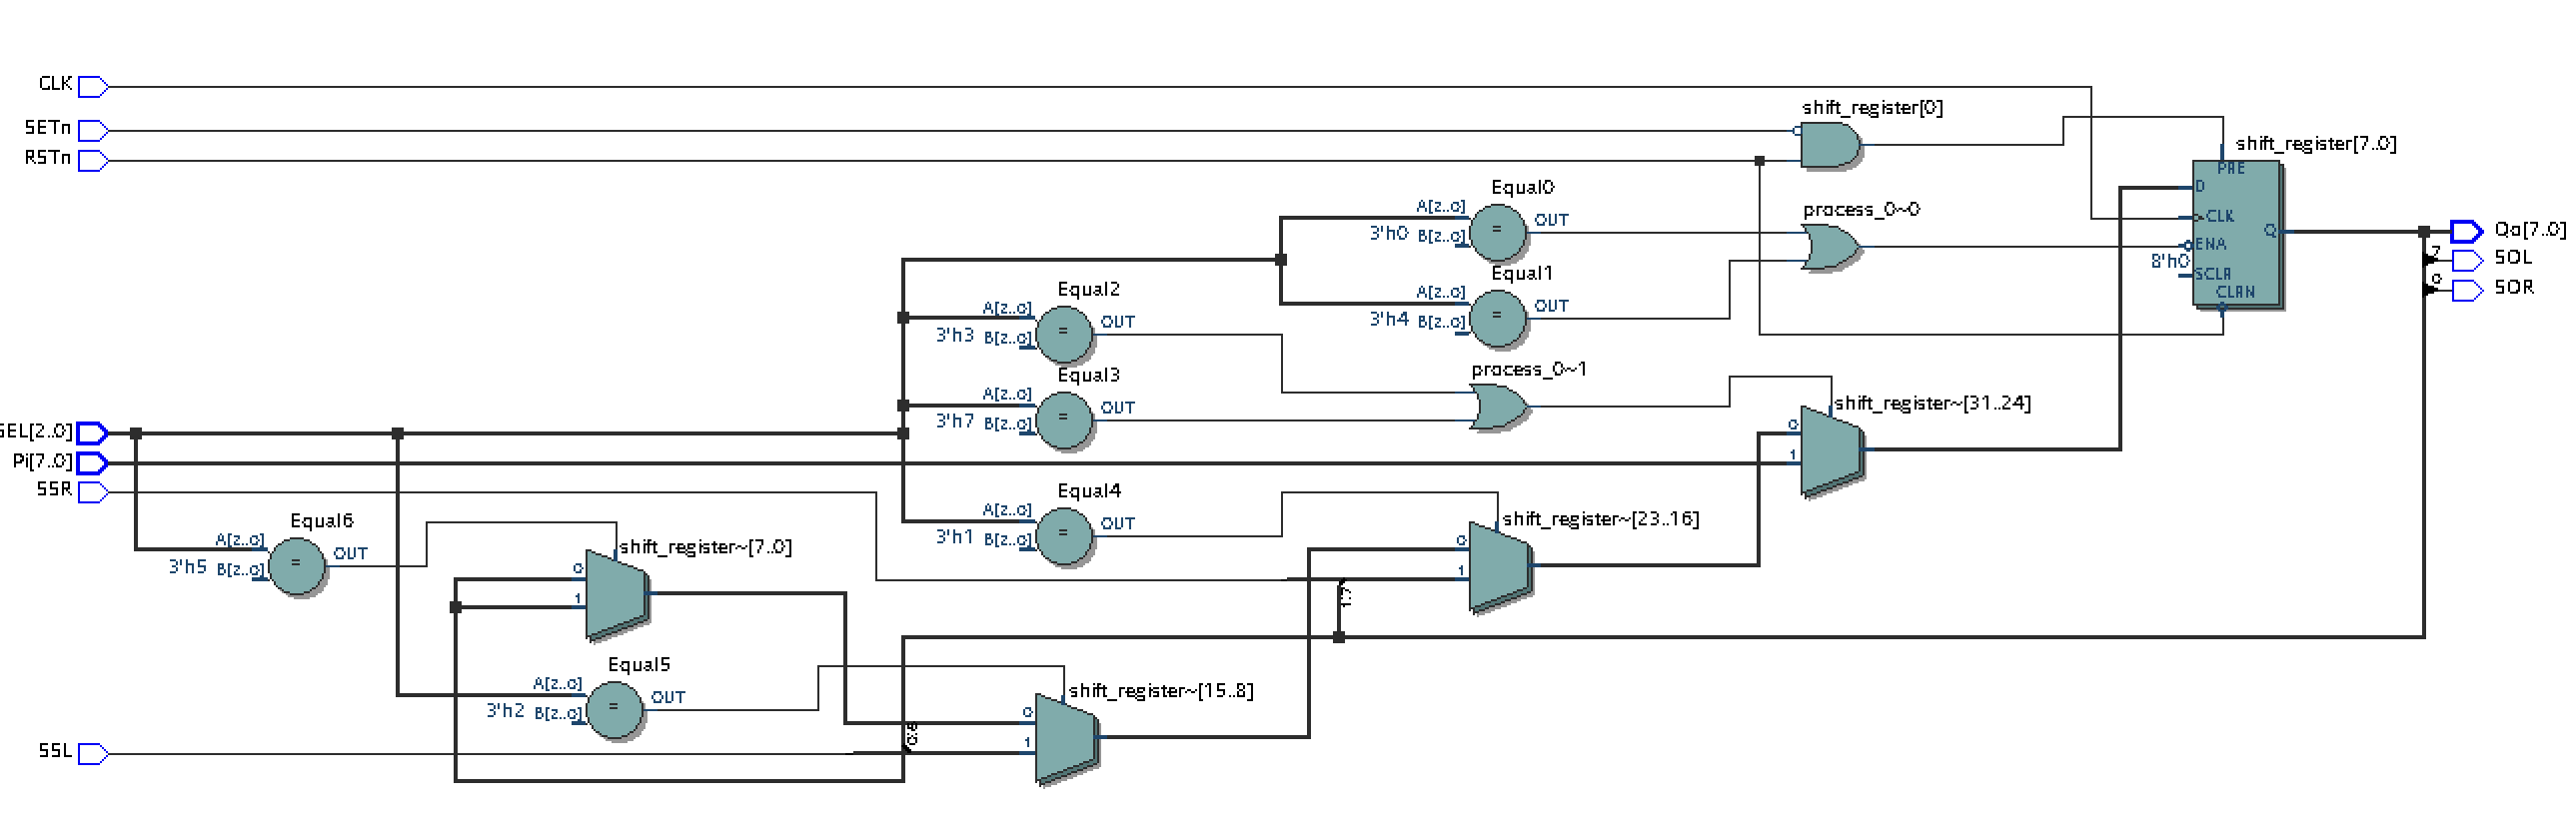 CLK
SETn
RSTn
shift_register[0]
shift_register[7..0]
PRE
D
CLK
Q
ENA
8'h0
SCLR
CLRN
Qo[7..0]
7
SOL
0
SOR
Equal0
A[2..0]
3'h0 B[2..0]
=
OUT
process_0~0
Equal1
A[2..0]
3'h4 B[2..0]
=
OUT
Equal2
A[2..0]
3'h3 B[2..0]
=
OUT
Equal3
A[2..0]
3'h7 B[2..0]
=
OUT
process_0~1
shift_register~[31..24]
0
1
SEL[2..0]
Pi[7..0]
SSR
Equal4
A[2..0]
3'h1 B[2..0]
=
OUT
shift_register~[23..16]
0
1
1:7
Equal6
A[2..0]
3'h5 B[2..0]
=
OUT
shift_register~[7..0]
0
1
Equal5
A[2..0]
3'h2 B[2..0]
=
OUT
shift_register~[15..8]
0
1
0:6
SSL